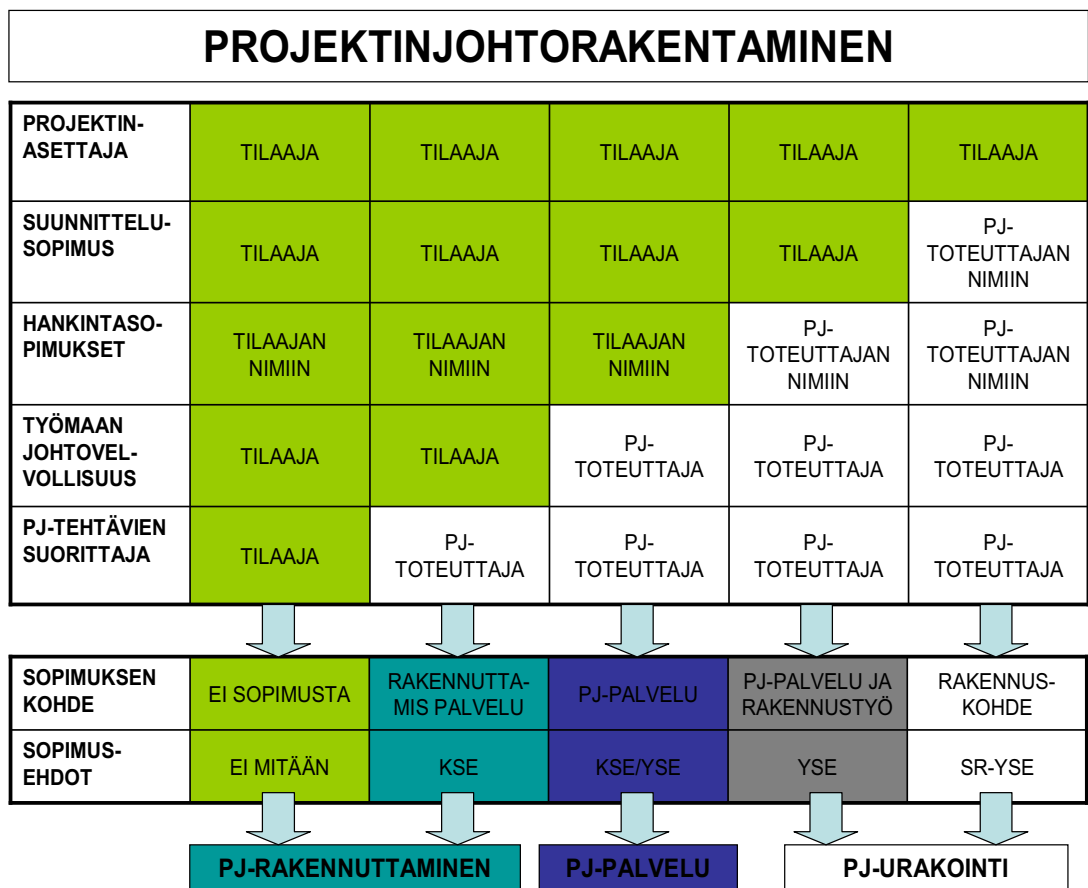 PROJEKTINJOHTORAKENTAMINEN
PROJEKTIN-
ASETTAJA
TILAAJA
TILAAJA
TILAAJA
TILAAJA
TILAAJA
SUUNNITTELU-
SOPIMUS
TILAAJA
TILAAJA
TILAAJA
TILAAJA
PJ-
TOTEUTTAJAN
NIMIIN
HANKINTASO-
PIMUKSET
TILAAJAN
NIMIIN
TILAAJAN
NIMIIN
TILAAJAN
NIMIIN
PJ-
TOTEUTTAJAN
NIMIIN
PJ-
TOTEUTTAJAN
NIMIIN
TYÖMAAN
JOHTOVEL-
VOLLISUUS
TILAAJA
TILAAJA
PJ-
TOTEUTTAJA
PJ-
TOTEUTTAJA
PJ-
TOTEUTTAJA
PJ-TEHTÄVIEN
SUORITTAJA
TILAAJA
PJ-
TOTEUTTAJA
PJ-
TOTEUTTAJA
PJ-
TOTEUTTAJA
PJ-
TOTEUTTAJA
SOPIMUKSEN
KOHDE
EI SOPIMUSTA
RAKENNUTTA-
MIS PALVELU
PJ-PALVELU
PJ-PALVELU JA
RAKENNUSTYÖ
RAKENNUS-
KOHDE
SOPIMUS-
EHDOT
EI MITÄÄN
KSE
KSE/YSE
YSE
SR-YSE
PJ-RAKENNUTTAMINEN
PJ-PALVELU
PJ-URAKOINTI